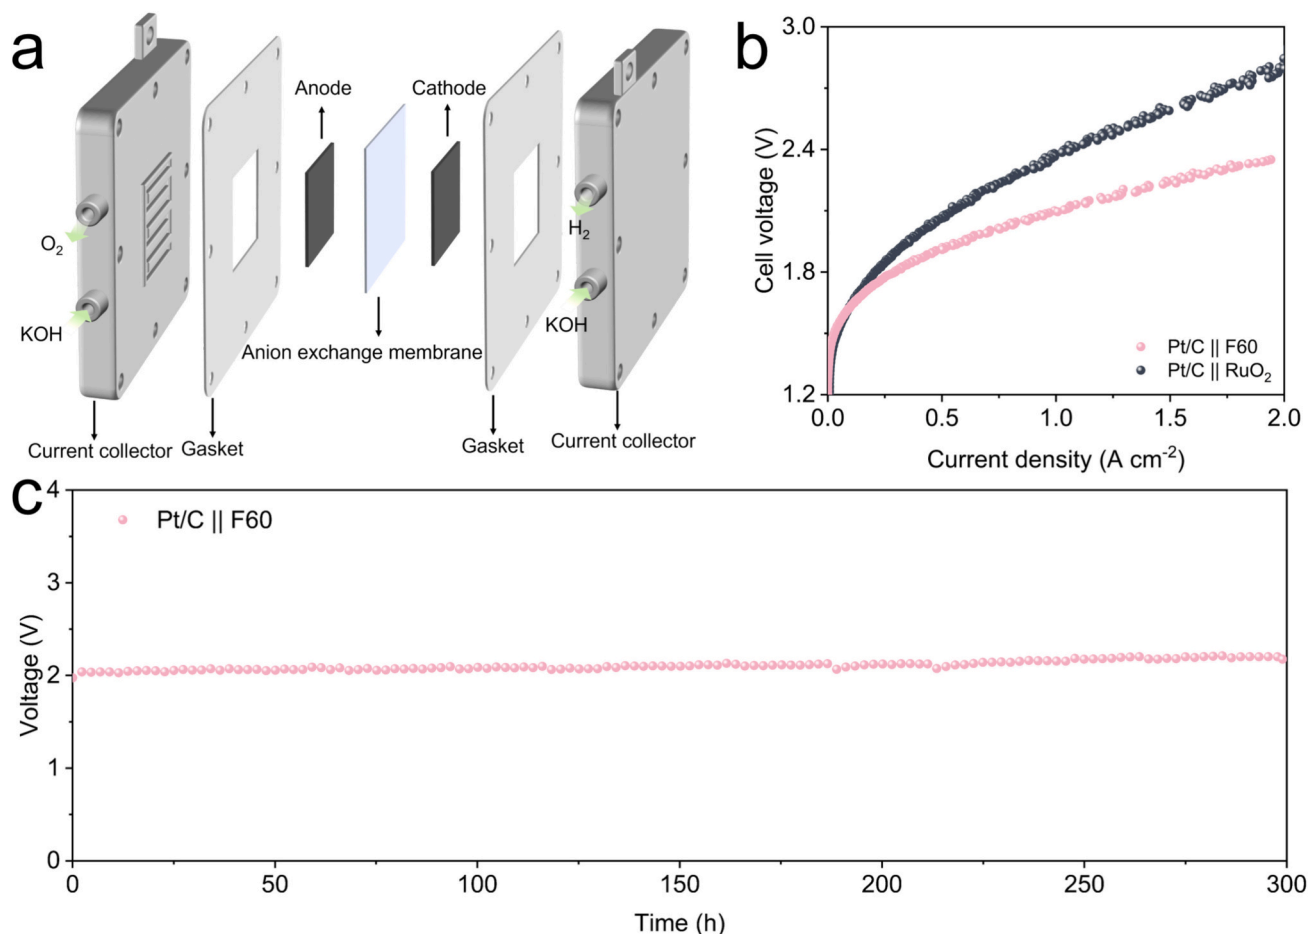 a
Anode
Cathode
O2
KOH
H2
KOH
Anion exchange membrane
Current collector
Gasket
Gasket
Current collector
b
3.0
2.4
1.8
1.2
Cell voltage (V)
Pt/C || F60
Pt/C || RuO2
0.0
0.5
1.0
1.5
2.0
Current density (A cm-2)
c
4
3
2
1
0
Voltage (V)
Pt/C || F60
0
50
100
150
200
250
300
Time (h)